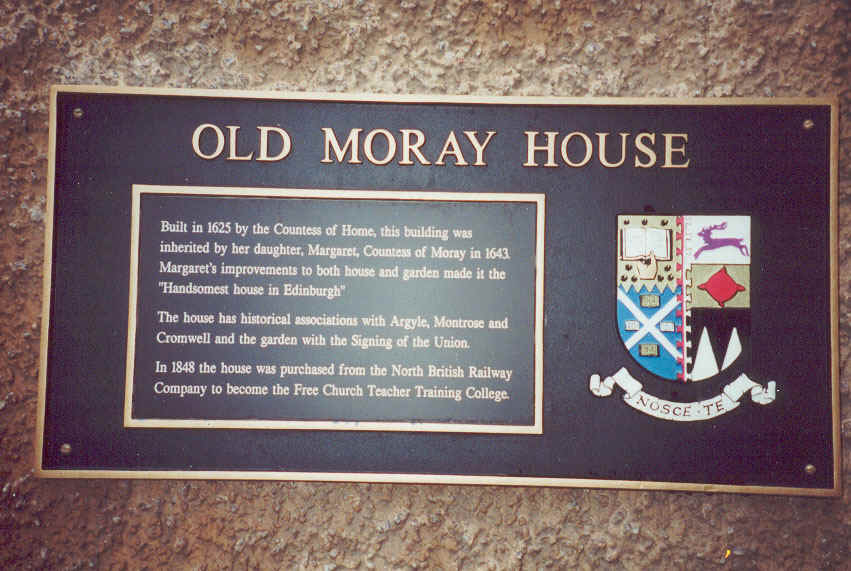 OLD MORAY HOUSE
Built in 1625 by the Countess of Home, this building was
inherited by her daughter, Margaret, Countess of Moray in 1643.
Margaret's improvements to both house and garden made it the
"Handsomest house in Edinburgh"
The house has historical associations with Argyle, Montrose and
Cromwell and the garden with the Signing of the Union.
In 1848 the house was purchased from the North British Railway
Company to become the Free Church Teacher Training College.
NOSCE · TE